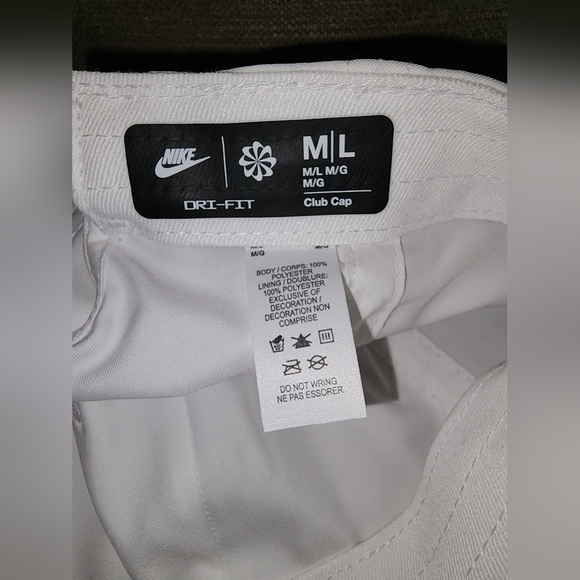 NIKE
DRI-FIT
M|L
M/L M/G
M/G
Club Cap
M/G
M/G
BODY / CORPS: 100%
POLYESTER
LINING / DOUBLURE:
100% POLYESTER
EXCLUSIVE OF
DECORATION /
DECORATION NON
COMPRISE
DO NOT WRING
NE PAS ESSORER